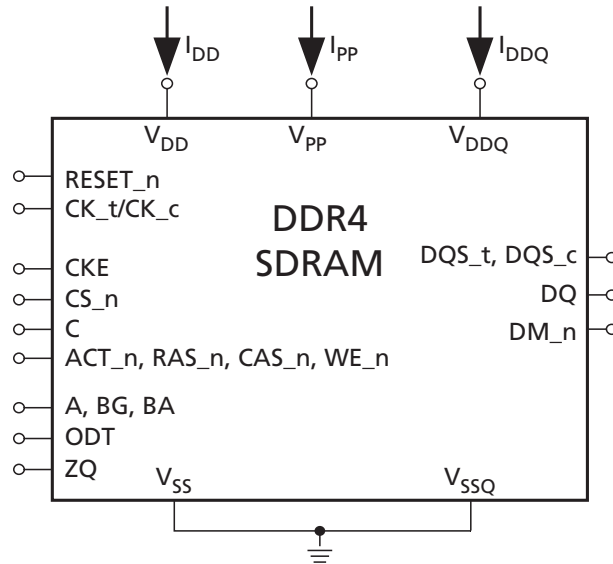 I_DD
I_PP
I_DDQ
V_DD
V_PP
V_DDQ
RESET_n
CK_t/CK_c
DDR4
SDRAM
CKE
CS_n
C
ACT_n, RAS_n, CAS_n, WE_n
A, BG, BA
ODT
ZQ
DQS_t, DQS_c
DQ
DM_n
V_SS
V_SSQ